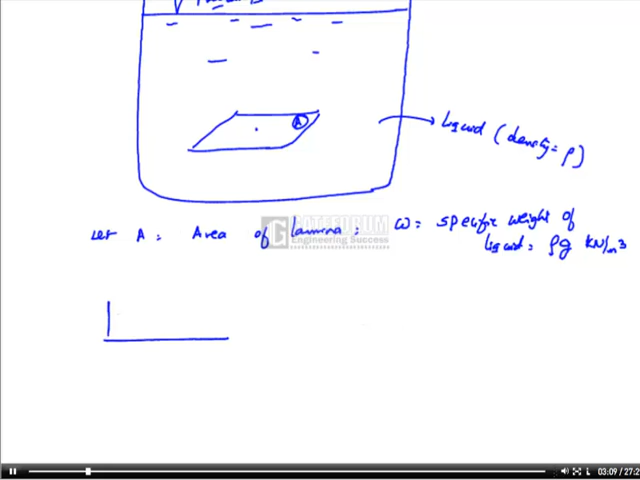 A
Liquid (density = ρ)
Let A = Area of lamina ; ω = specific weight of
liquid = ρg KN/m³
GATEFORUM
Engineering Success
03:09 / 27:2